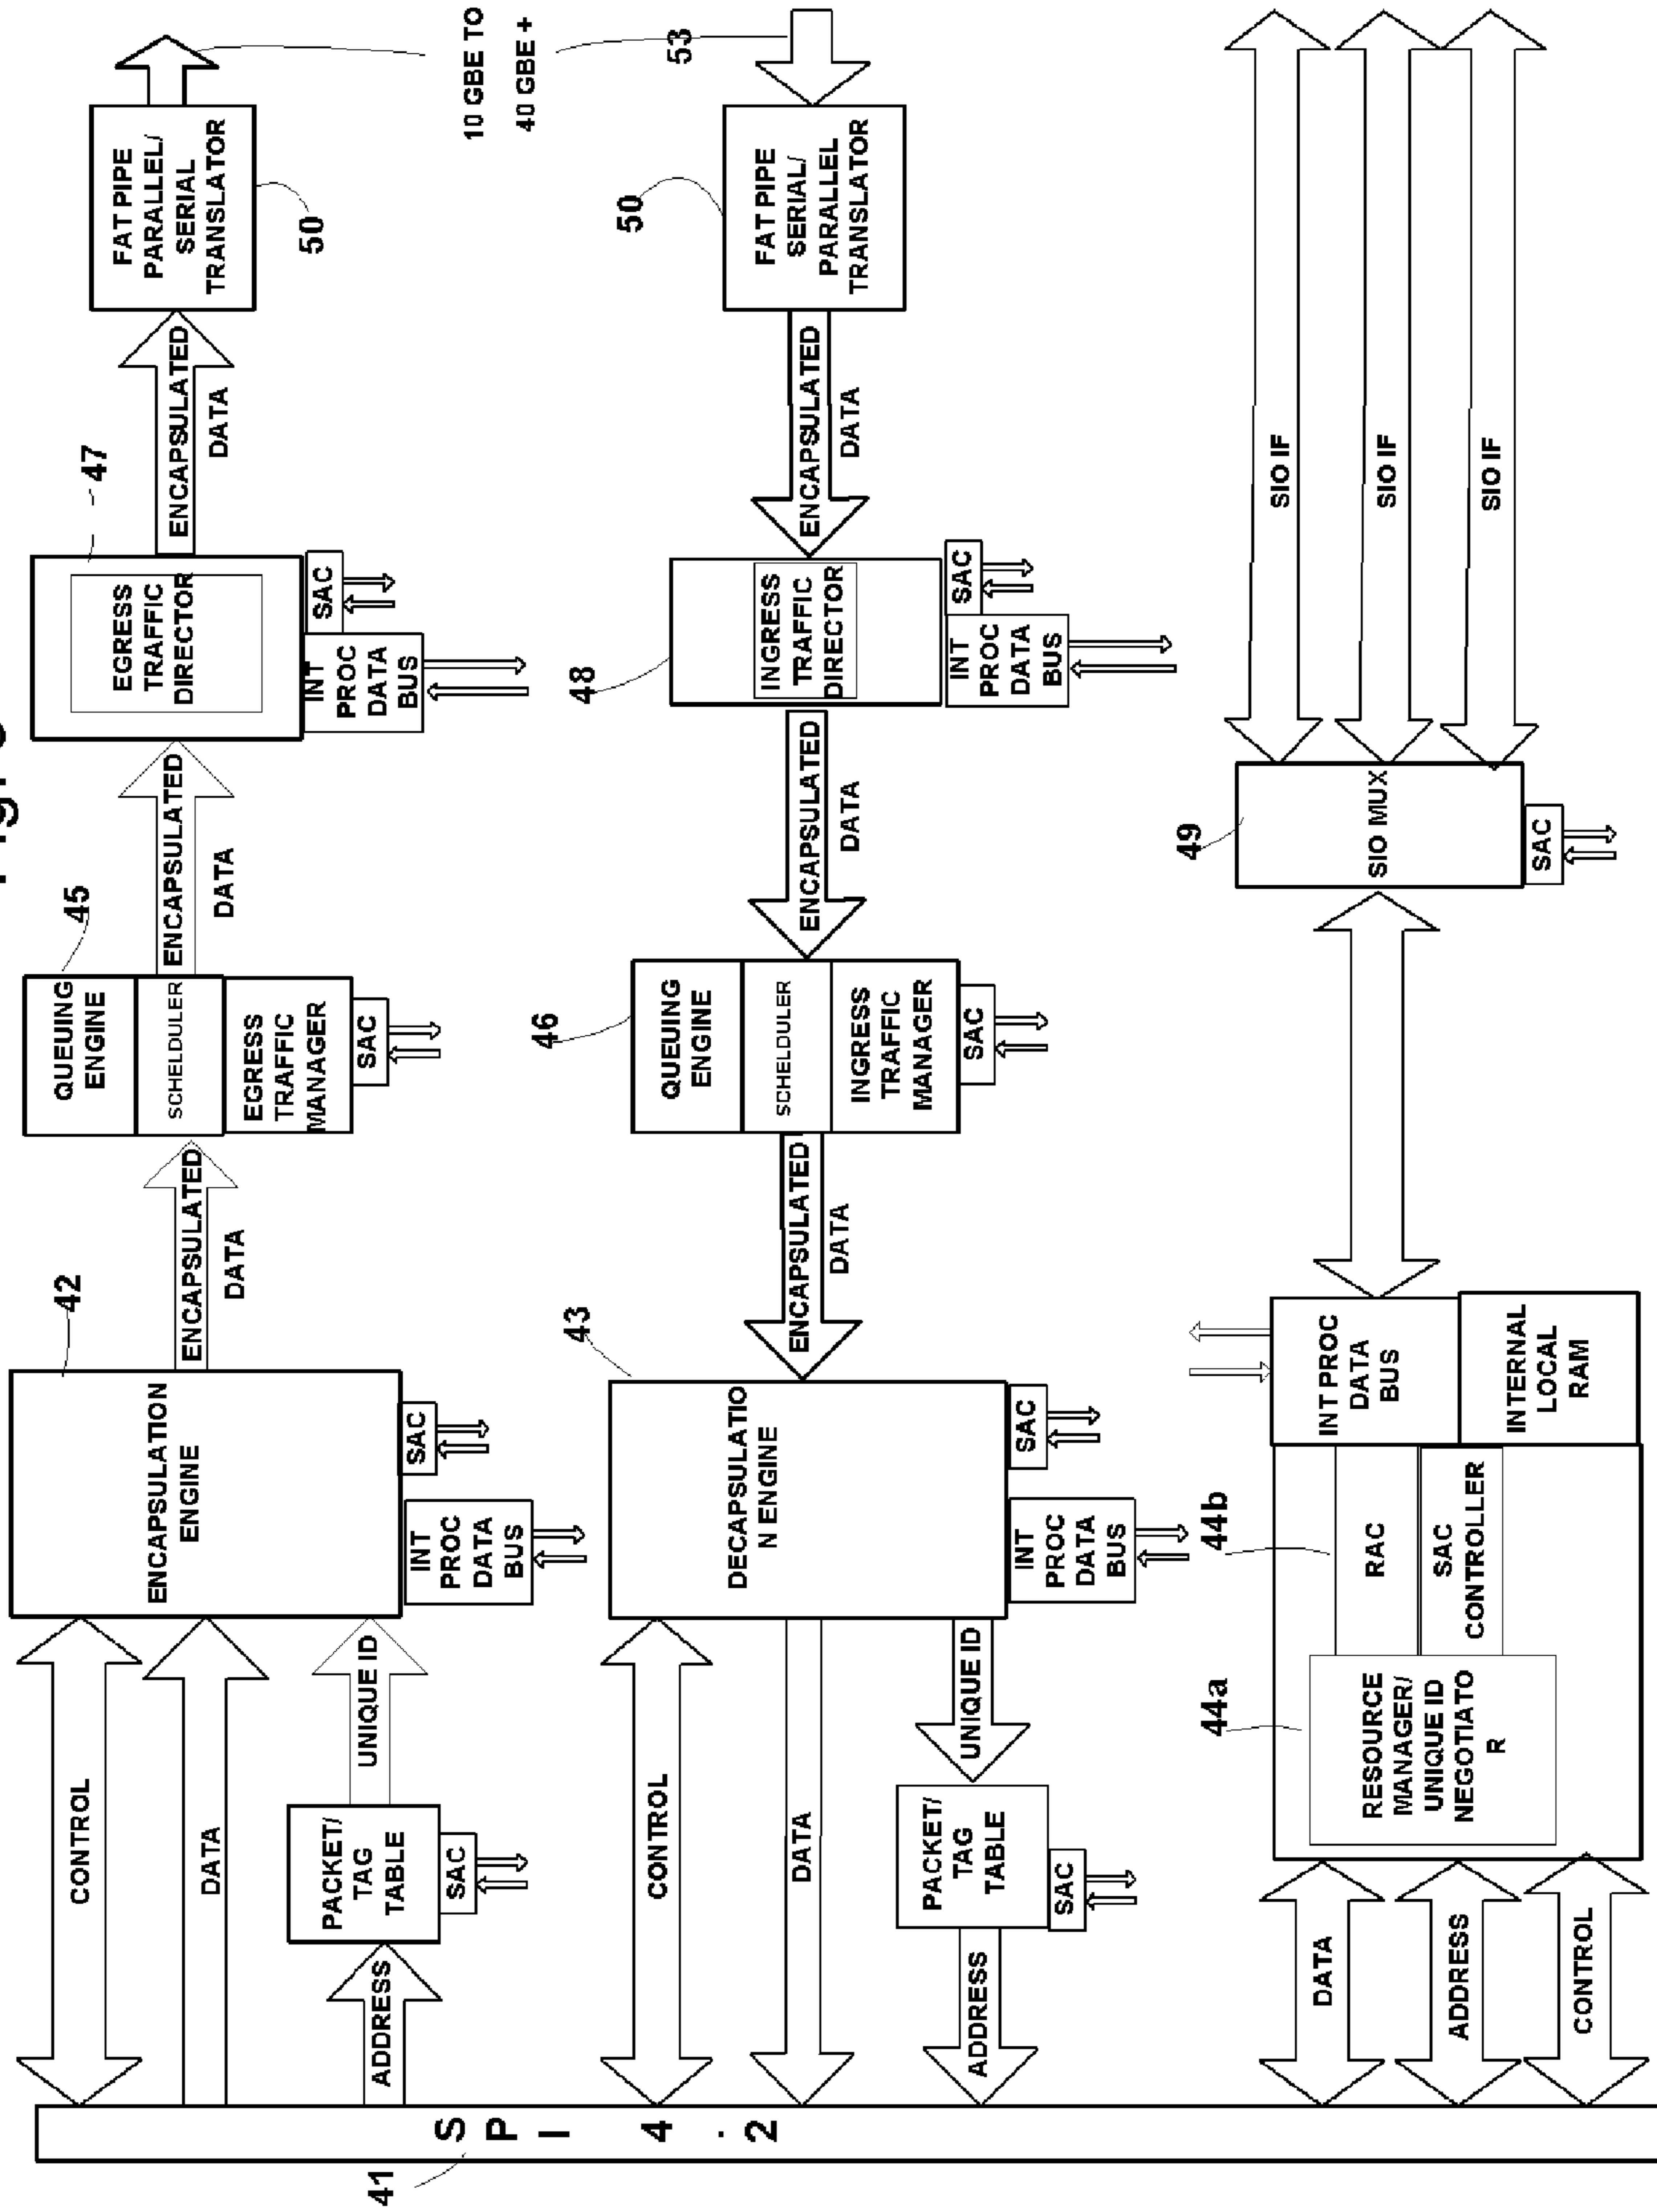 41
SPI 4.2
CONTROL
DATA
ADDRESS
PACKET/
TAG
TABLE
SAC
UNIQUE ID
42
ENCAPSULATION
ENGINE
INT
PROC
DATA
BUS
SAC
ENCAPSULATED
DATA
45
QUEUING
ENGINE
SCHELDULER
EGRESS
TRAFFIC
MANAGER
SAC
ENCAPSULATED
DATA
47
EGRESS
TRAFFIC
DIRECTOR
INT
PROC
DATA
BUS
SAC
ENCAPSULATED
DATA
FAT PIPE
PARALLEL/
SERIAL
TRANSLATOR
50
10 GBE TO
40 GBE +
53
CONTROL
DATA
ADDRESS
PACKET/
TAG
TABLE
SAC
UNIQUE ID
43
DECAPSULATIO
N ENGINE
INT
PROC
DATA
BUS
SAC
ENCAPSULATED
DATA
46
QUEUING
ENGINE
SCHELDULER
INGRESS
TRAFFIC
MANAGER
SAC
ENCAPSULATED
DATA
48
INGRESS
TRAFFIC
DIRECTOR
INT
PROC
DATA
BUS
SAC
ENCAPSULATED
DATA
50
FAT PIPE
SERIAL/
PARALLEL
TRANSLATOR
DATA
ADDRESS
CONTROL
44a
RESOURCE
MANAGER/
UNIQUE ID
NEGOTIATO
R
44b
RAC
SAC
CONTROLLER
INT PROC
DATA
BUS
INTERNAL
LOCAL
RAM
49
SIO MUX
SAC
SIO IF
SIO IF
SIO IF